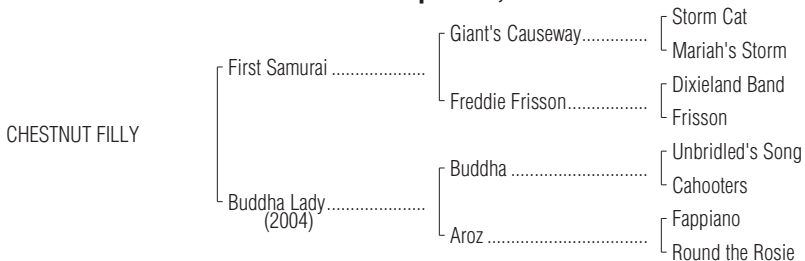 Storm Cat
Giant's Causeway..............
Mariah's Storm
First Samurai ....................
Dixieland Band
Freddie Frisson.................
Frisson
CHESTNUT FILLY
Unbridled's Song
Buddha .............................
Cahooters
Buddha Lady.....................
(2004)
Fappiano
Aroz ..................................
Round the Rosie